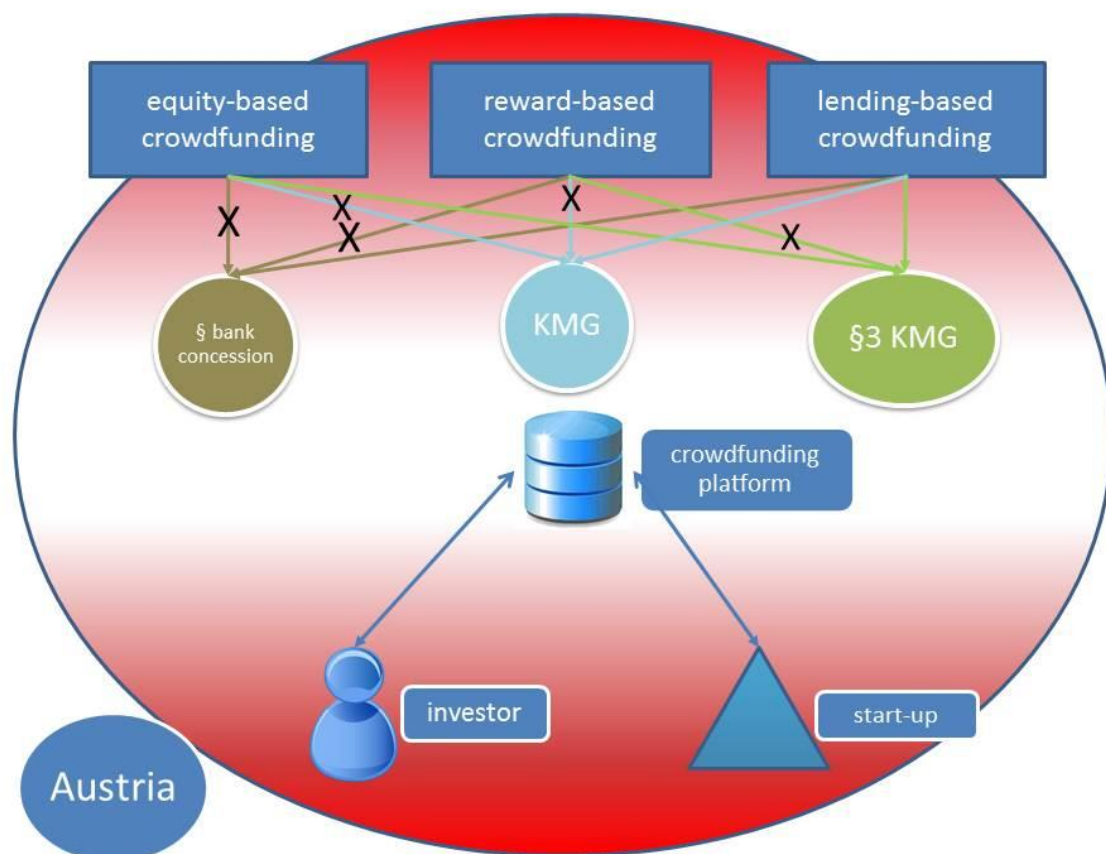 equity-based
crowdfunding
reward-based
crowdfunding
lending-based
crowdfunding
X
X
X
X
X
§ bank
concession
KMG
§3 KMG
crowdfunding
platform
investor
start-up
Austria